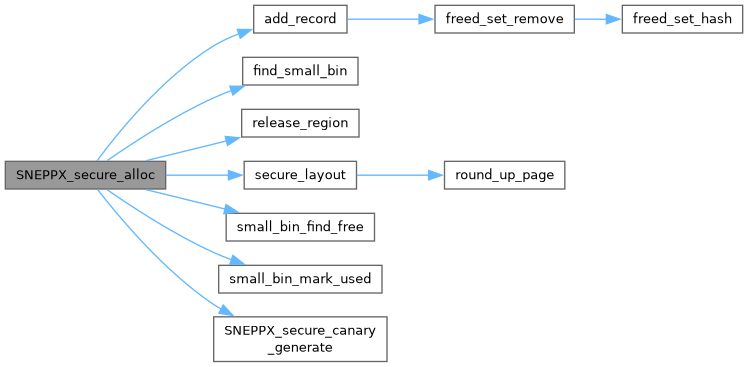 add_record
freed_set_remove
freed_set_hash
find_small_bin
release_region
SNEPPX_secure_alloc
secure_layout
round_up_page
small_bin_find_free
small_bin_mark_used
SNEPPX_secure_canary
_generate